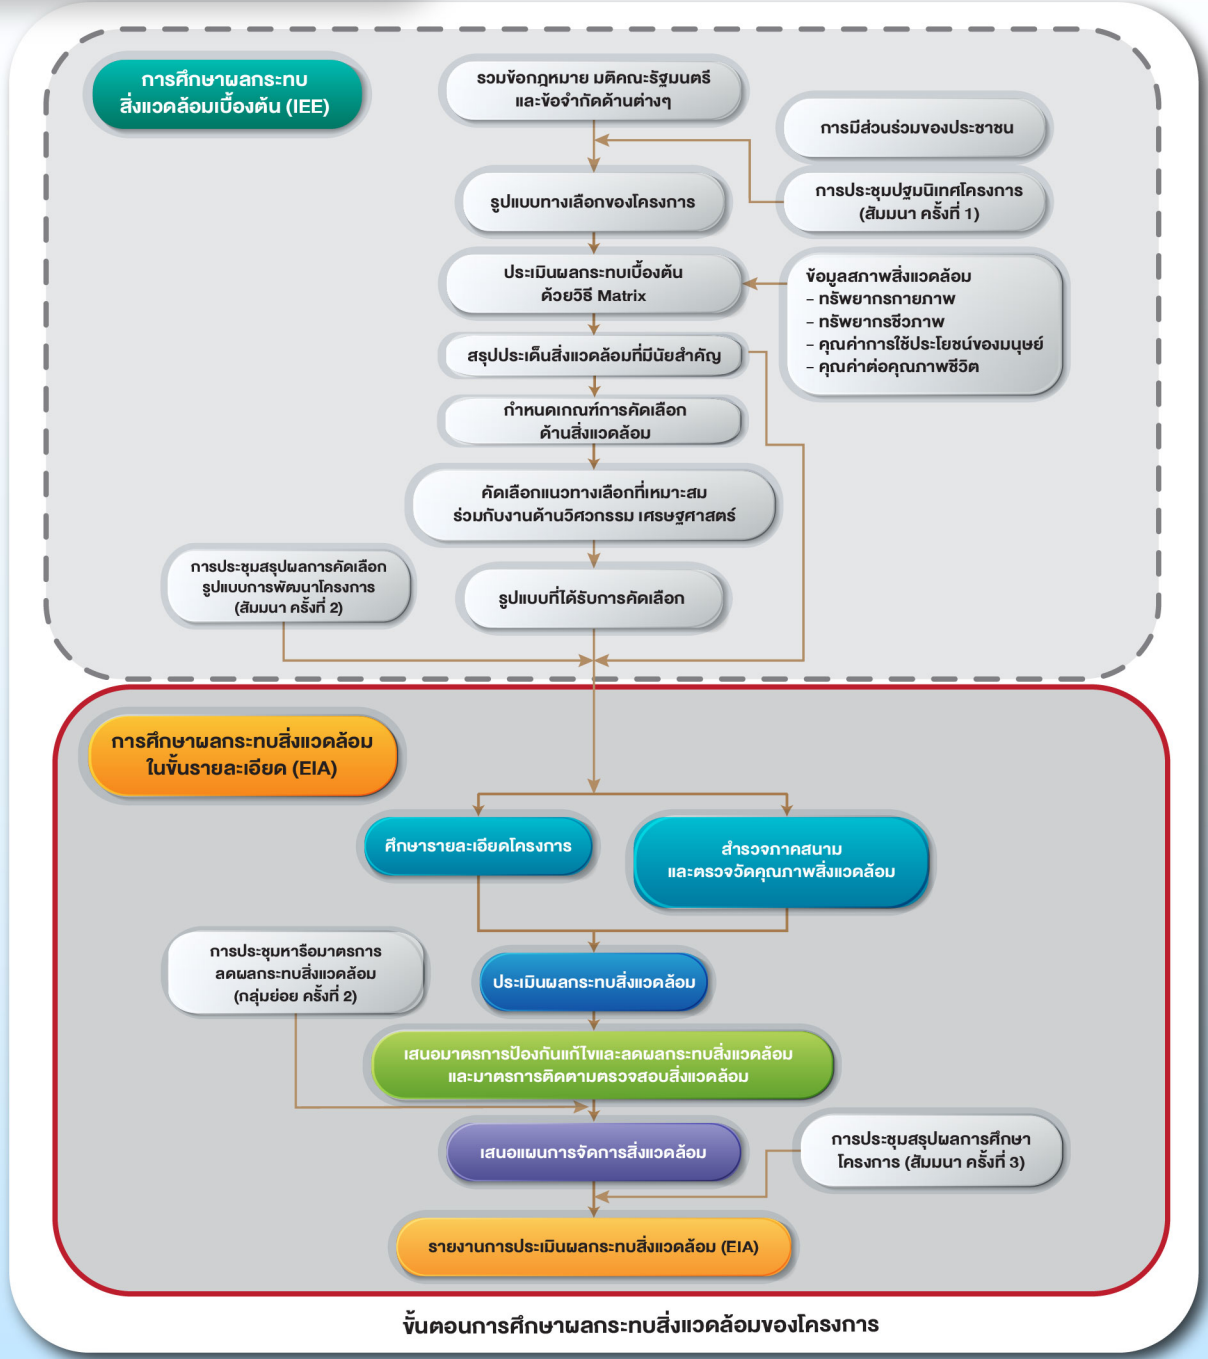 การศึกษาผลกระทบ
สิ่งแวดล้อมเบื้องต้น (IEE)
รวมข้อกฎหมาย มติคณะรัฐมนตรี
และข้อจำกัดด้านต่างๆ
การมีส่วนร่วมของประชาชน
การประชุมปฐมนิเทศโครงการ
(สัมมนา ครั้งที่ 1)
รูปแบบทางเลือกของโครงการ
ประเมินผลกระทบเบื้องต้น
ด้วยวิธี Matrix
ข้อมูลสภาพสิ่งแวดล้อม
- ทรัพยากรกายภาพ
- ทรัพยากรชีวภาพ
- คุณค่าการใช้ประโยชน์ของมนุษย์
- คุณค่าต่อคุณภาพชีวิต
สรุปประเด็นสิ่งแวดล้อมที่มีนัยสำคัญ
กำหนดเกณฑ์การคัดเลือก
ด้านสิ่งแวดล้อม
คัดเลือกแนวทางเลือกที่เหมาะสม
ร่วมกับงานด้านวิศวกรรม เศรษฐศาสตร์
การประชุมสรุปผลการคัดเลือก
รูปแบบการพัฒนาโครงการ
(สัมมนา ครั้งที่ 2)
รูปแบบที่ได้รับการคัดเลือก
การศึกษาผลกระทบสิ่งแวดล้อม
ในขั้นรายละเอียด (EIA)
ศึกษารายละเอียดโครงการ
สำรวจภาคสนาม
และตรวจวัดคุณภาพสิ่งแวดล้อม
การประชุมหารือมาตรการ
ลดผลกระทบสิ่งแวดล้อม
(กลุ่มย่อย ครั้งที่ 2)
ประเมินผลกระทบสิ่งแวดล้อม
เสนอมาตรการป้องกันแก้ไขและลดผลกระทบสิ่งแวดล้อม
และมาตรการติดตามตรวจสอบสิ่งแวดล้อม
เสนอแผนการจัดการสิ่งแวดล้อม
การประชุมสรุปผลการศึกษา
โครงการ (สัมมนา ครั้งที่ 3)
รายงานการประเมินผลกระทบสิ่งแวดล้อม (EIA)
ขั้นตอนการศึกษาผลกระทบสิ่งแวดล้อมของโครงการ